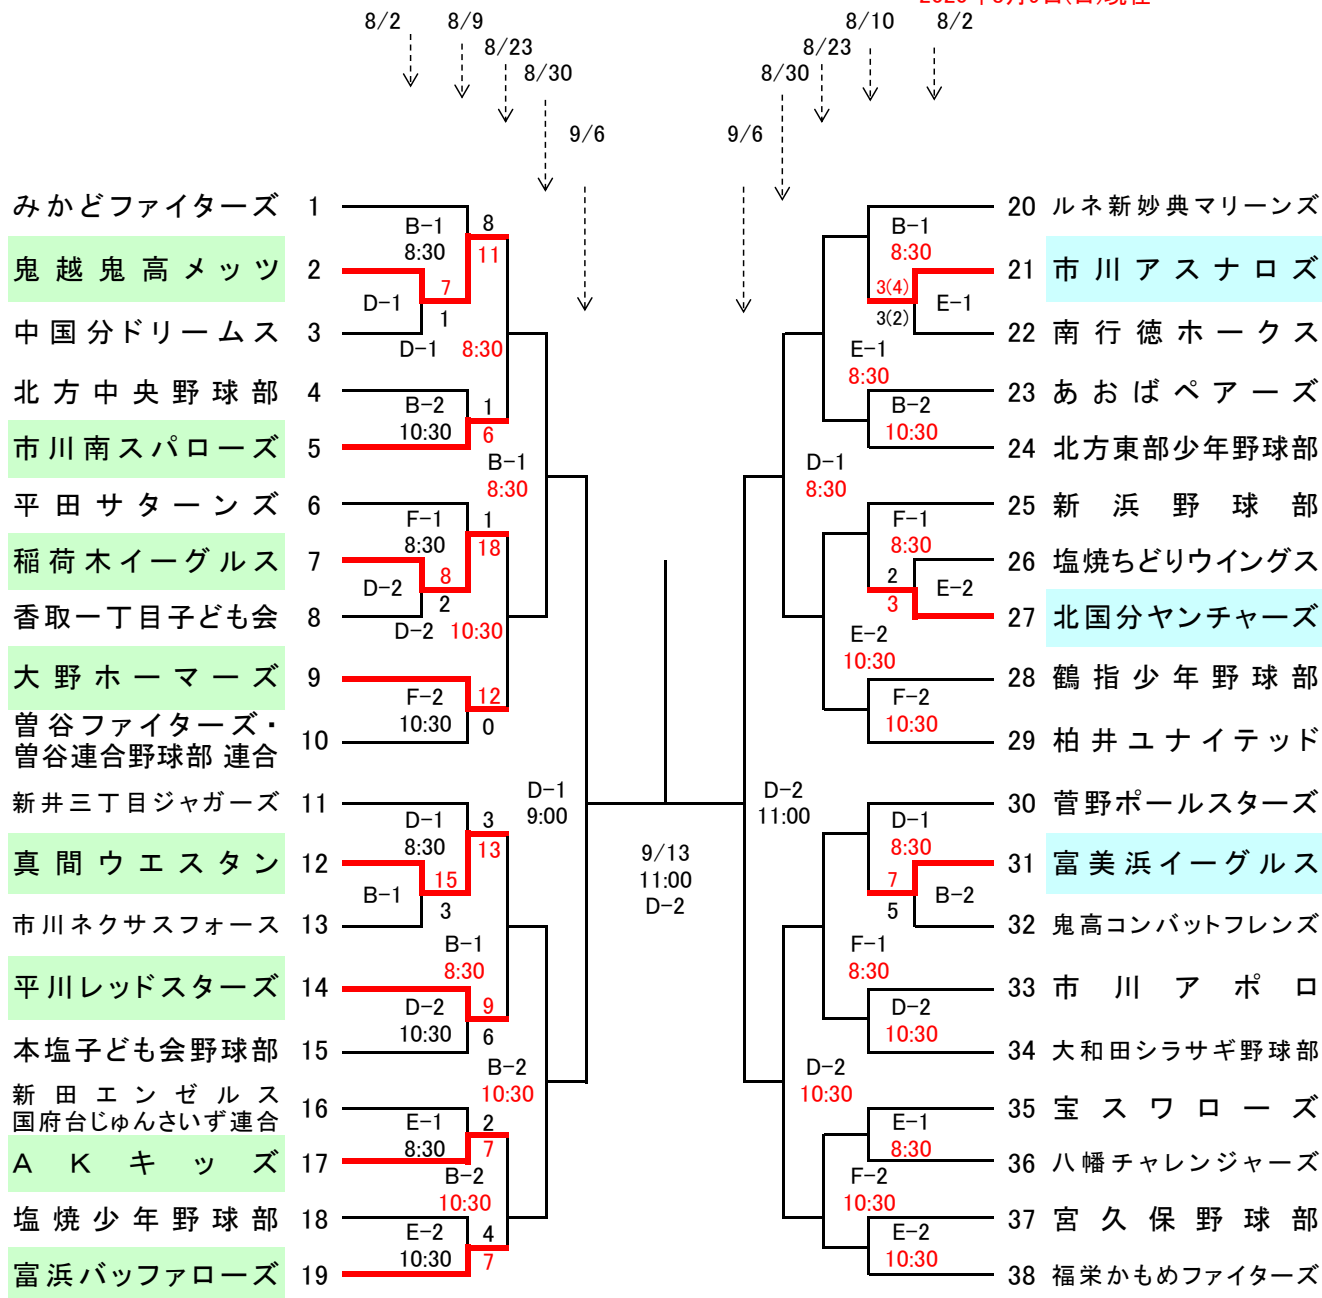 8/2
8/9
8/23
8/30
9/6
9/6
8/30
8/23
8/10
8/2
みかどファイターズ 1
鬼越鬼高メッツ 2
中国分ドリームス 3
北方中央野球部 4
市川南スパローズ 5
平田サターンズ 6
稲荷木イーグルス 7
香取一丁目子ども会 8
大野ホーマーズ 9
曽谷ファイターズ・
曽谷連合野球部 連合 10
新井三丁目ジャガーズ 11
真間ウエスタン 12
市川ネクサスフォース 13
平川レッドスターズ 14
本塩子ども会野球部 15
新田エンゼルス
国府台じゅんさいず連合 16
AKキッズ 17
塩焼少年野球部 18
富浜バッファローズ 19
B-1
8:30
8
11
D-1
7
1
D-1
8:30
B-2
10:30
1
6
B-1
8:30
F-1
8:30
1
18
D-2
8
2
D-2
10:30
F-2
10:30
12
0
D-1
9:00
D-1
8:30
3
13
B-1
15
3
B-1
8:30
D-2
10:30
9
6
B-2
10:30
E-1
8:30
2
7
B-2
10:30
E-2
10:30
4
7
9/13
11:00
D-2
20 ルネ新妙典マリーンズ
21 市川アスナロズ
22 南行徳ホークス
23 あおばペアーズ
24 北方東部少年野球部
25 新浜野球部
26 塩焼ちどりウイングス
27 北国分ヤンチャーズ
28 鶴指少年野球部
29 柏井ユナイテッド
30 菅野ポールスターズ
31 富美浜イーグルス
32 鬼高コンバットフレンズ
33 市川アポロ
34 大和田シラサギ野球部
35 宝スワローズ
36 八幡チャレンジャーズ
37 宮久保野球部
38 福栄かもめファイターズ
B-1
8:30
3(4)
3(2)
E-1
E-1
8:30
B-2
10:30
D-1
8:30
F-1
8:30
2
3
E-2
E-2
10:30
F-2
10:30
D-2
11:00
D-1
8:30
7
5
B-2
F-1
8:30
D-2
10:30
D-2
10:30
E-1
8:30
F-2
10:30
E-2
10:30